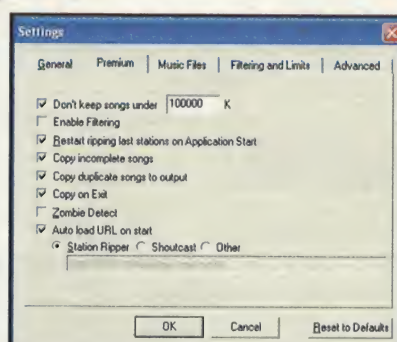 Settings
General Premium Music Files Filtering and Limits Advanced
Don't keep songs under 100000 K
Enable Filtering
Restart ripping last stations on Application Start
Copy incomplete songs
Copy duplicate songs to output
Copy on Exit
Zombie Detect
Auto load URL on start
Station Ripper Shoutcast Other
OK Cancel Reset to Defaults